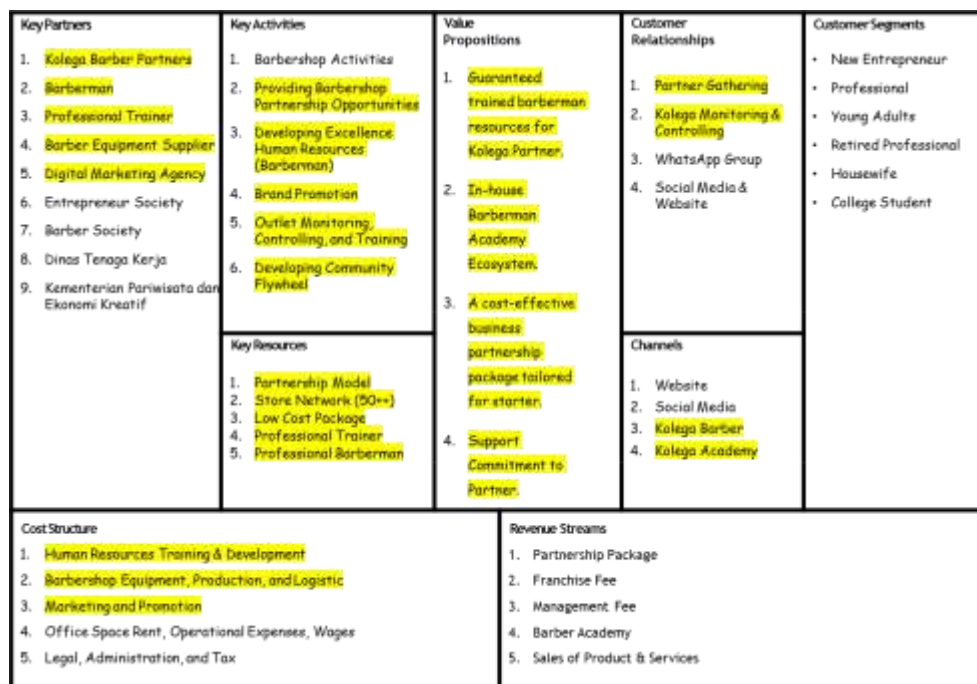 Key Partners
1. Kolega Barber Partners
2. Barberman
3. Professional Trainer
4. Barber Equipment Supplier
5. Digital Marketing Agency
6. Entrepreneur Society
7. Barber Society
8. Dinas Tenaga Kerja
9. Kementerian Pariwisata dan
Ekonomi Kreatif
Key Activities
1. Barbershop Activities
2. Providing Barbershop
Partnership Opportunities
3. Developing Excellence
Human Resources
(Barberman)
4. Brand Promotion
5. Outlet Monitoring,
Controlling, and Training
6. Developing Community
Flywheel
Key Resources
1. Partnership Model
2. Store Network (50++)
3. Low Cost Package
4. Professional Trainer
5. Professional Barberman
Value
Propositions
1. Guaranteed
trained barberman
resources for
Kolega Partner.
2. In-house
Barberman
Academy
Ecosystem.
3. A cost-effective
business
partnership
package tailored
for starter.
4. Support
Commitment to
Partner.
Customer
Relationships
1. Partner Gathering
2. Kolega Monitoring &
Controlling
3. WhatsApp Group
4. Social Media &
Website
Channels
1. Website
2. Social Media
3. Kolega Barber
4. Kolega Academy
Customer Segments
• New Entrepreneur
• Professional
• Young Adults
• Retired Professional
• Housewife
• College Student
Cost Structure
1. Human Resources Training & Development
2. Barbershop Equipment, Production, and Logistic
3. Marketing and Promotion
4. Office Space Rent, Operational Expenses, Wages
5. Legal, Administration, and Tax
Revenue Streams
1. Partnership Package
2. Franchise Fee
3. Management Fee
4. Barber Academy
5. Sales of Product & Services